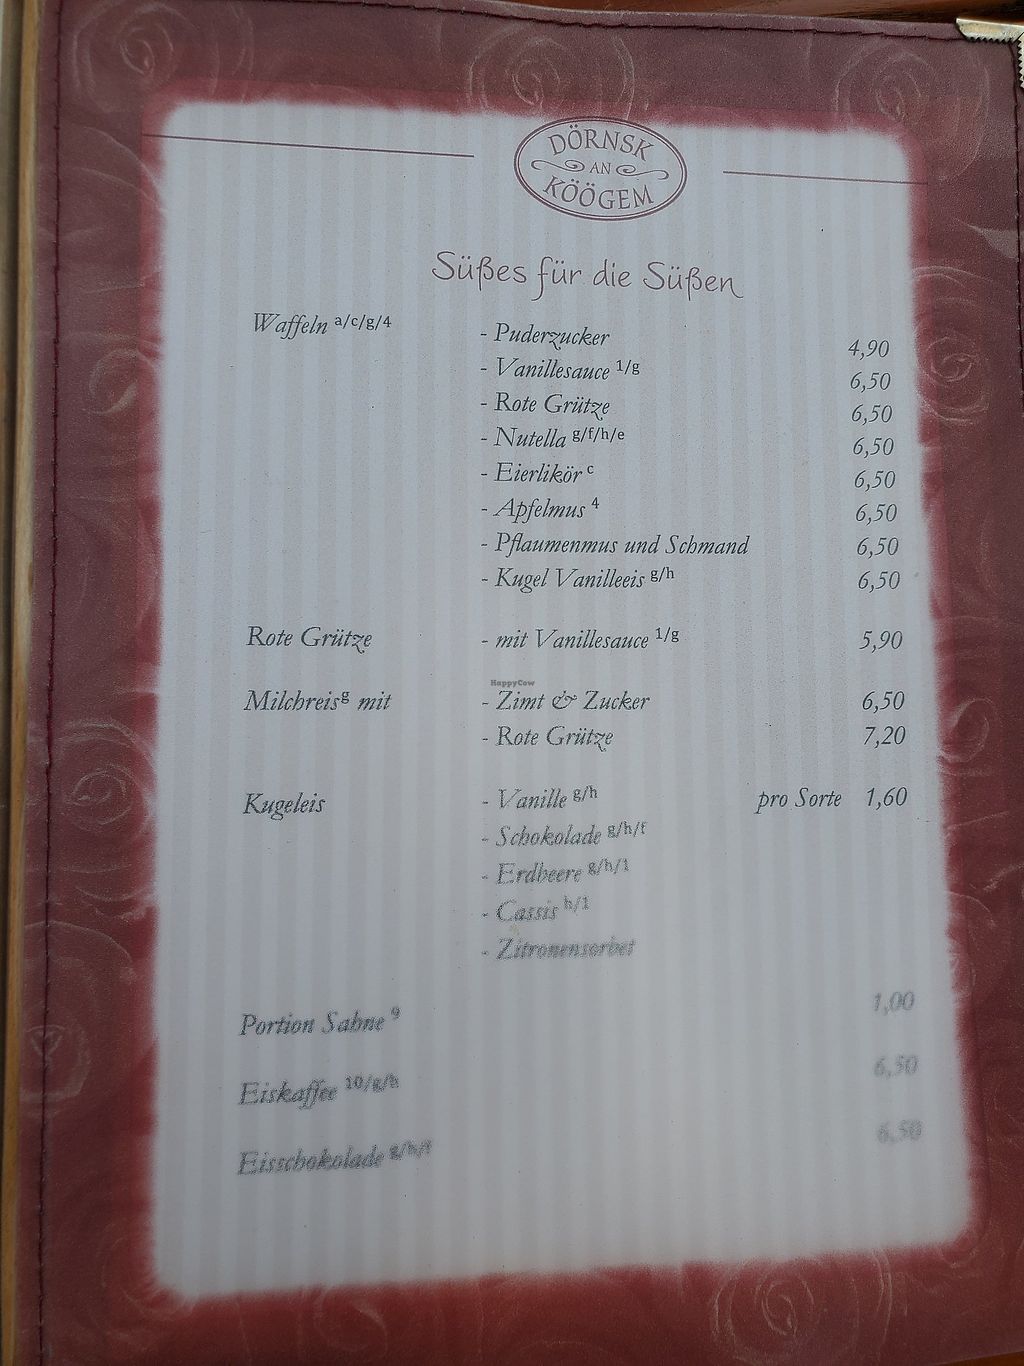 DÖRNSK
AN
KÖÖGEM
Süßes für die Süßen
Waffeln a/c/g/4 - Puderzucker 4,90
- Vanillesauce 1/g 6,50
- Rote Grütze 6,50
- Nutella g/f/h/e 6,50
- Eierlikör c 6,50
- Apfelmus 4 6,50
- Pflaumenmus und Schmand 6,50
- Kugel Vanilleeis g/h 6,50
Rote Grütze - mit Vanillesauce 1/g 5,90
HappyCow
Milchreis g mit - Zimt & Zucker 6,50
- Rote Grütze 7,20
Kugeleis - Vanille g/h pro Sorte 1,60
- Schokolade g/h/f
- Erdbeere g/h/1
- Cassis h/1
- Zitronensorbet
Portion Sahne 9 1,00
Eiskaffee 10/g/h 6,50
Eisschokolade g/h/f 6,50